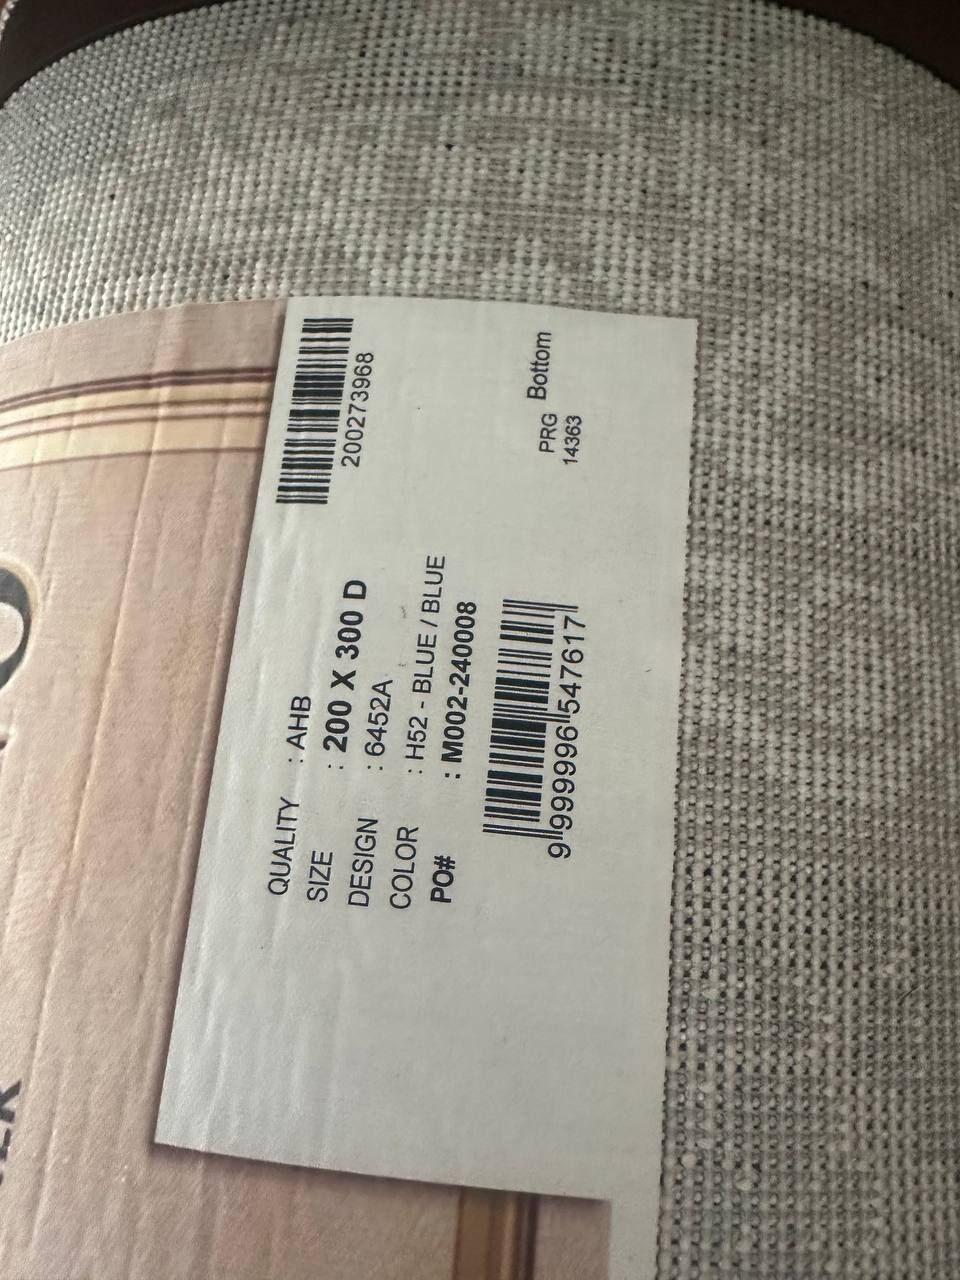 200273968
QUALITY : AHB
SIZE : 200 X 300 D
DESIGN : 6452A
COLOR : H52 - BLUE / BLUE
PO# : M002-240008
9 999996 547617
PRG Bottom
14363